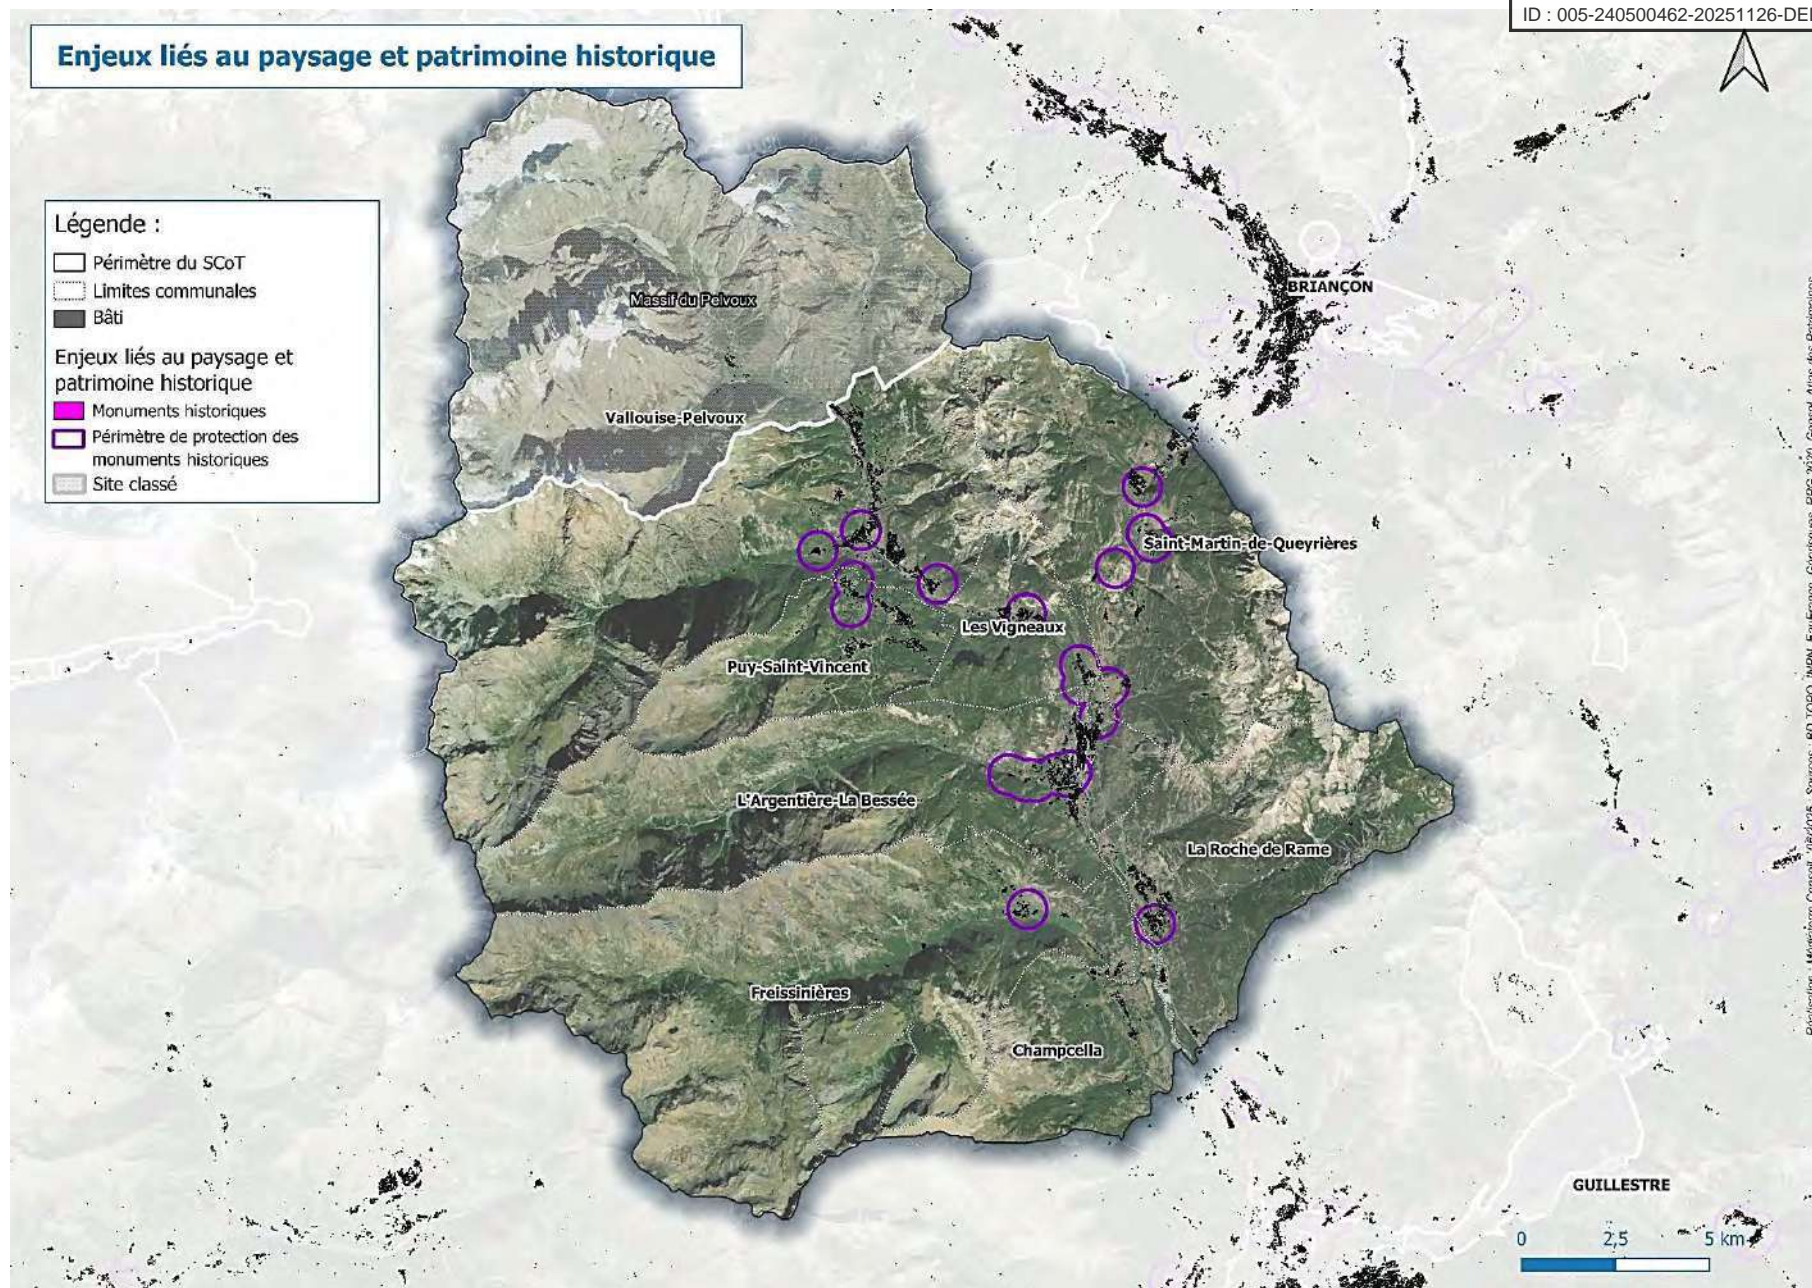 ID : 005-240500462-20251126-DEL
Enjeux liés au paysage et patrimoine historique
Légende :
Périmètre du SCoT
Limites communales
Bâti
Enjeux liés au paysage et
patrimoine historique
Monuments historiques
Périmètre de protection des
monuments historiques
Site classé
Massif du Pelvoux
BRIANÇON
Vallouise-Pelvoux
Saint-Martin-de-Queyrières
Les Vigneaux
Puy-Saint-Vincent
L'Argentière-La Bessée
La Roche de Rame
Freissinières
Champcella
GUILLESTRE
0 2,5 5 km